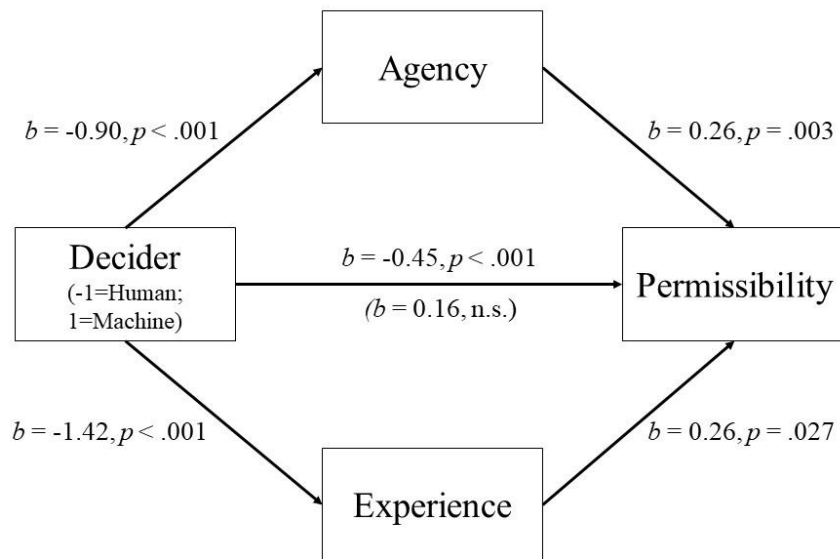 Agency
b = -0.90, p < .001
b = 0.26, p = .003
Decider
(-1=Human;
1=Machine)
b = -0.45, p < .001
(b = 0.16, n.s.)
Permissibility
b = -1.42, p < .001
b = 0.26, p = .027
Experience